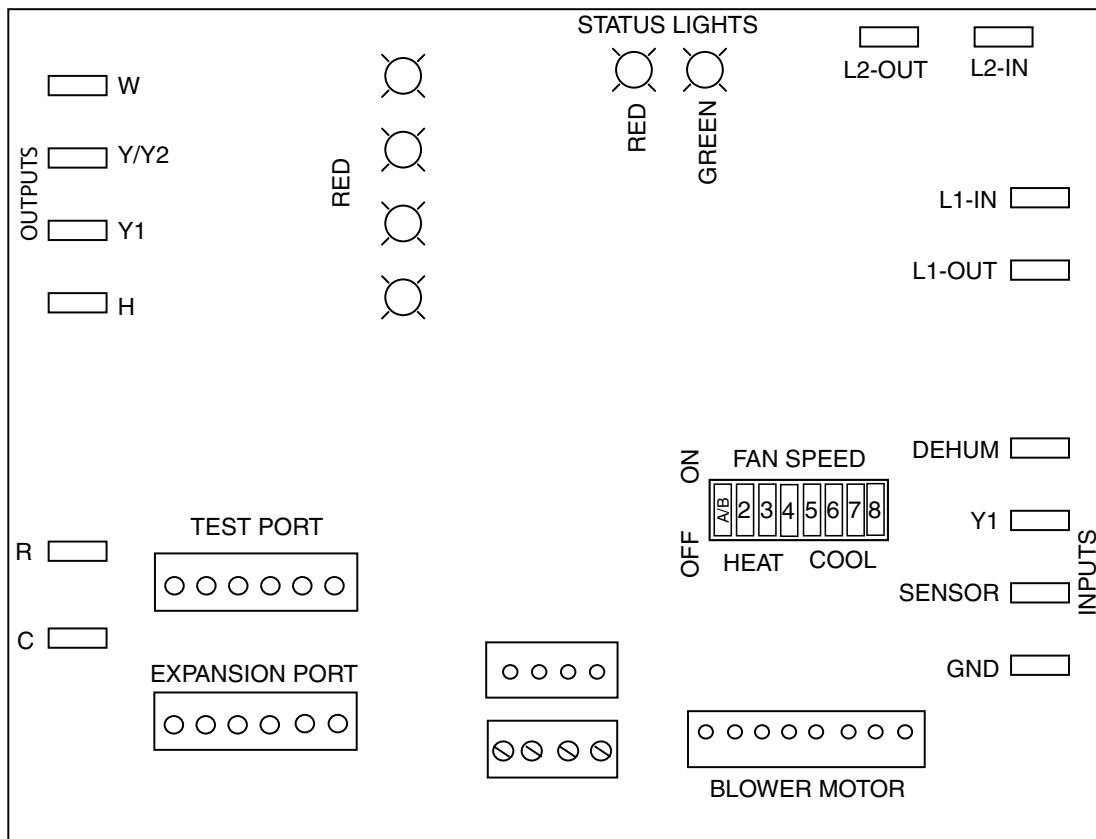 STATUS LIGHTS
RED
GREEN
L2-OUT
L2-IN
OUTPUTS
W
Y/Y2
Y1
H
RED
L1-IN
L1-OUT
ON
OFF
FAN SPEED
A/B 2 3 4 5 6 7 8
HEAT COOL
DEHUM
Y1
SENSOR
GND
INPUTS
R
C
TEST PORT
EXPANSION PORT
BLOWER MOTOR